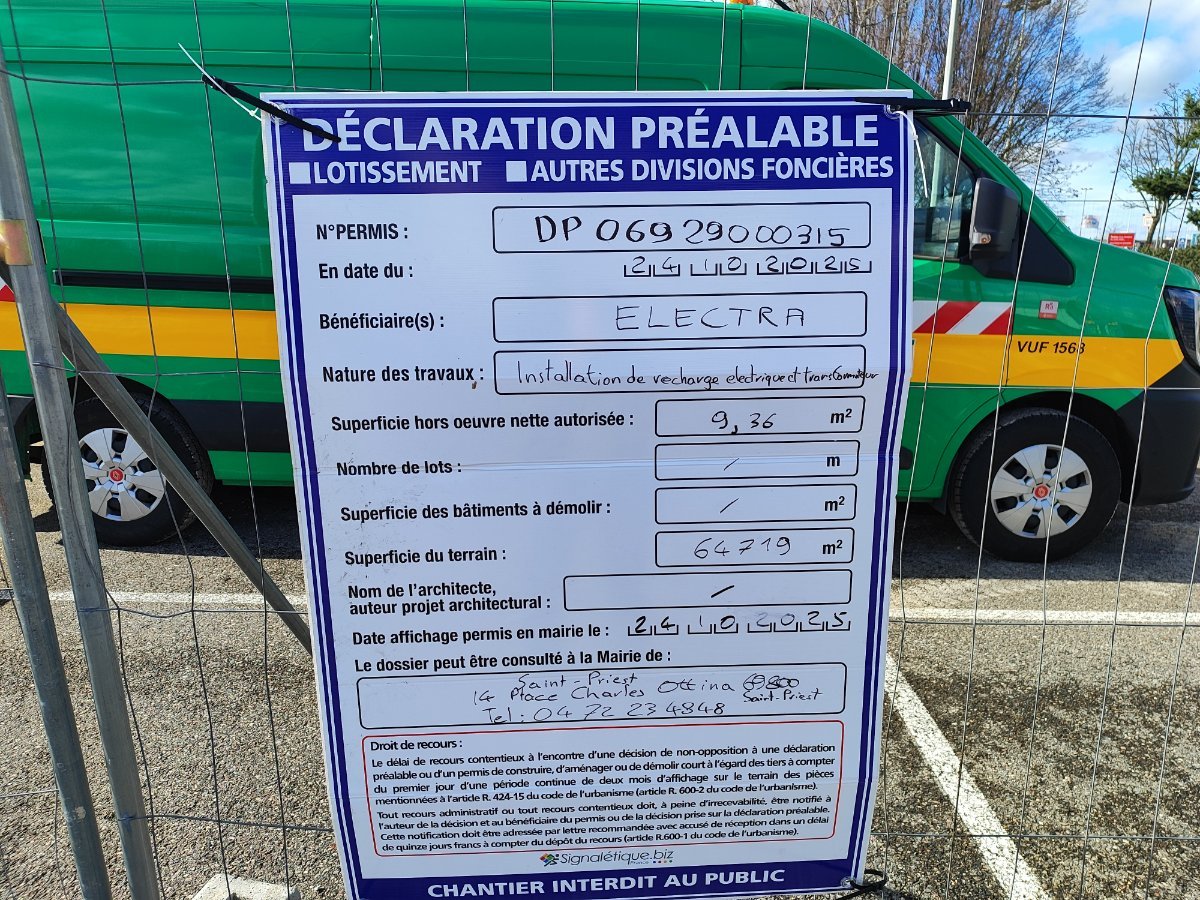 DÉCLARATION PRÉALABLE
LOTISSEMENT AUTRES DIVISIONS FONCIÈRES
N°PERMIS : DP 06929000315
En date du : 24 10 2025
Bénéficiaire(s) : ELECTRA
Nature des travaux : Installation de recharge electrique et transformateur
Superficie hors oeuvre nette autorisée : 9,36 m²
Nombre de lots : / m
Superficie des bâtiments à démolir : / m²
Superficie du terrain : 64719 m²
Nom de l'architecte,
auteur projet architectural : /
Date affichage permis en mairie le : 24 10 2025
Le dossier peut être consulté à la Mairie de :
Saint-Priest
14 Place Charles Ottina 69800 Saint-Priest
Tel : 04 72 23 48 48
Droit de recours :
Le délai de recours contentieux à l'encontre d'une décision de non-opposition à une déclaration
préalable ou d'un permis de construire, d'aménager ou de démolir court à l'égard des tiers à compter
du premier jour d'une période continue de deux mois d'affichage sur le terrain des pièces
mentionnées à l'article R. 424-15 du code de l'urbanisme (article R. 600-2 du code de l'urbanisme).
Tout recours administratif ou tout recours contentieux doit, à peine d'irrecevabilité, être notifié à
l'auteur de la décision et au bénéficiaire du permis ou de la décision prise sur la déclaration préalable.
Cette notification doit être adressée par lettre recommandée avec accusé de réception dans un délai
de quinze jours francs à compter du dépôt du recours (article R.600-1 du code de l'urbanisme).
Signalétique.biz
France
CHANTIER INTERDIT AU PUBLIC
VUF 1568